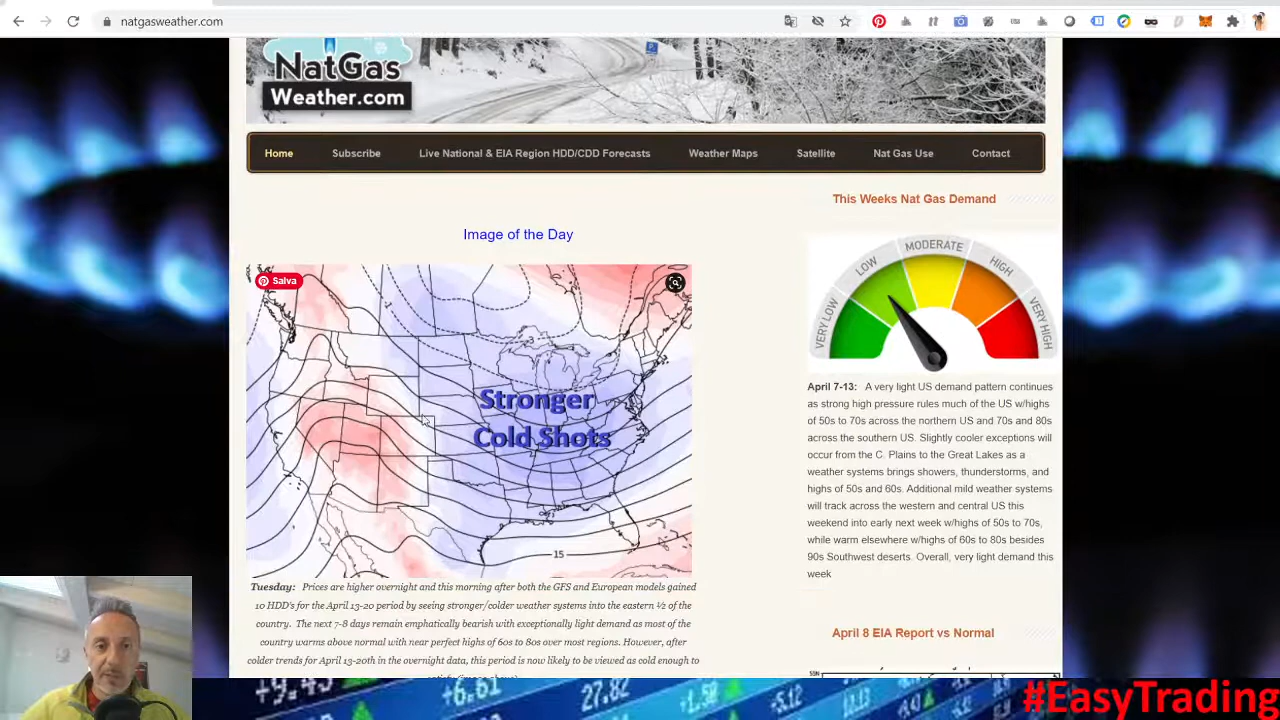 natgasweather.com
NatGas
Weather.com
Home Subscribe Live National & EIA Region HDD/CDD Forecasts Weather Maps Satellite Nat Gas Use Contact
Image of the Day
Salva
Stronger
Cold Shots
15
Tuesday: Prices are higher overnight and this morning after both the GFS and European models gained
10 HDD's for the April 13-20 period by seeing stronger/colder weather systems into the eastern ½ of the
country. The next 7-8 days remain emphatically bearish with exceptionally light demand as most of the
country warms above normal with near perfect highs of 60s to 80s over most regions. However, after
colder trends for April 13-20th in the overnight data, this period is now likely to be viewed as cold enough to
This Weeks Nat Gas Demand
VERY LOW
LOW
MODERATE
HIGH
VERY HIGH
April 7-13: A very light US demand pattern continues
as strong high pressure rules much of the US w/highs
of 50s to 70s across the northern US and 70s and 80s
across the southern US. Slightly cooler exceptions will
occur from the C. Plains to the Great Lakes as a
weather systems brings showers, thunderstorms, and
highs of 50s and 60s. Additional mild weather systems
will track across the western and central US this
weekend into early next week w/highs of 50s to 70s,
while warm elsewhere w/highs of 60s to 80s besides
90s Southwest deserts. Overall, very light demand this
week
April 8 EIA Report vs Normal
+9.43 +6.61 27.82 +1.50 -5.12 -0.13
#EasyTrading